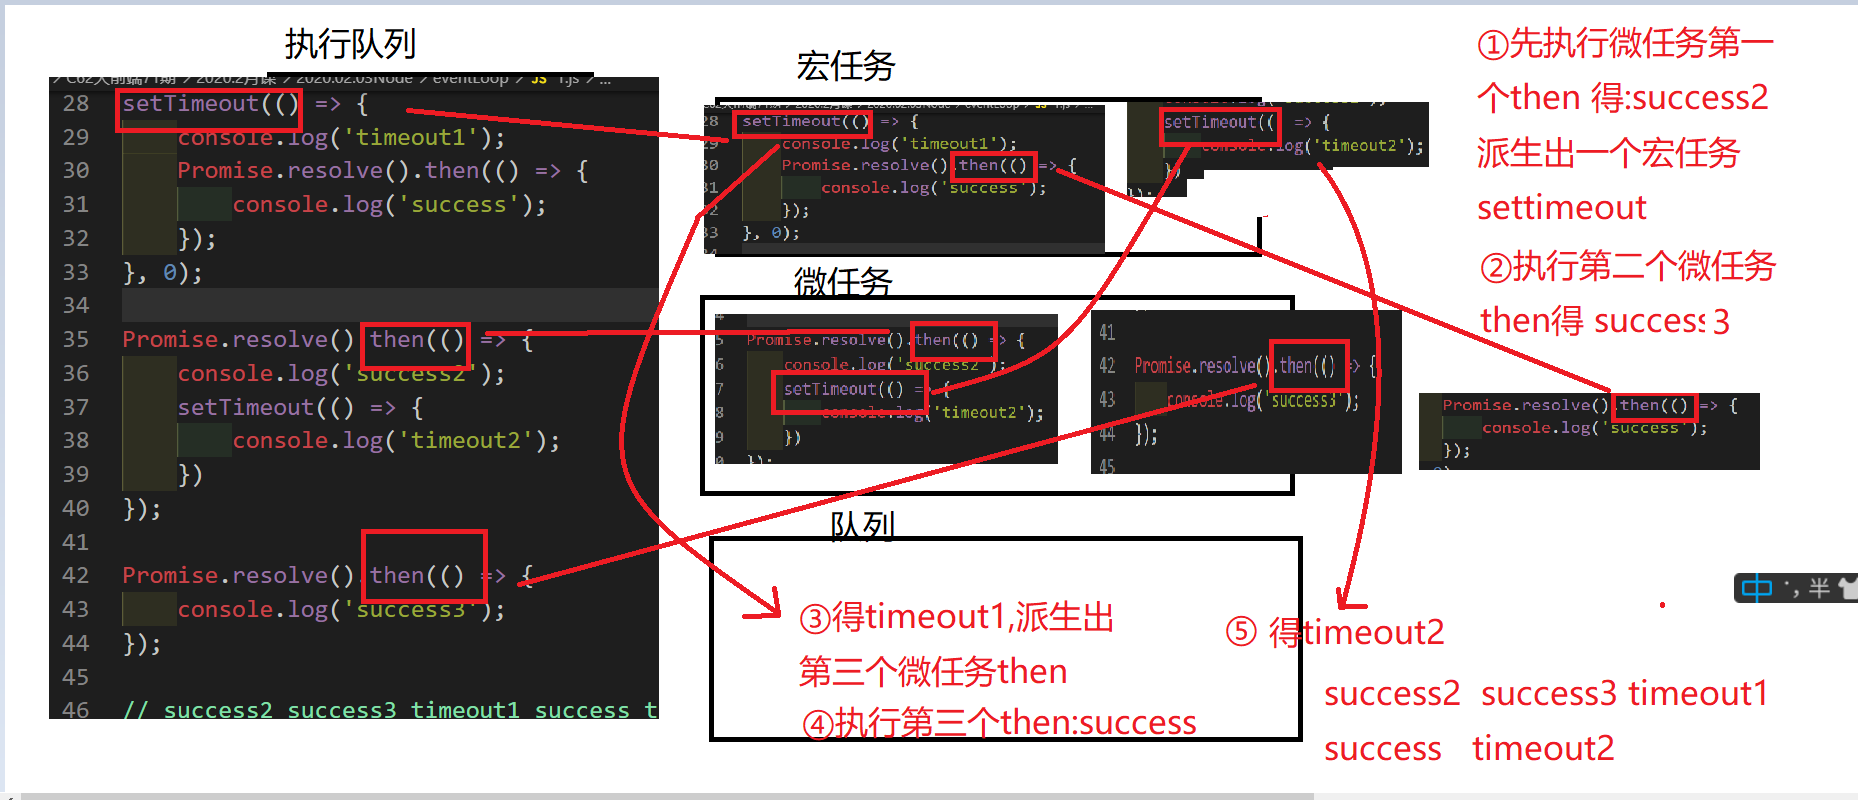 执行队列
C02大前端71期 / 2020.2月课 / 2020.02.03Node / eventLoop / JS 1.js / ...
28 setTimeout(() => {
29 console.log('timeout1');
30 Promise.resolve().then(() => {
31 console.log('success');
32 });
33 }, 0);
34
35 Promise.resolve().then(() => {
36 console.log('success2');
37 setTimeout(() => {
38 console.log('timeout2');
39 })
40 });
41
42 Promise.resolve().then(() => {
43 console.log('success3');
44 });
45
46 // success2 success3 timeout1 success t
宏任务
28 setTimeout(() => {
29 console.log('timeout1');
30 Promise.resolve().then(() => {
31 console.log('success');
32 });
33 }, 0);
setTimeout(( => {
console.log('timeout2');
})
});
微任务
5 Promise.resolve().then(() => {
6 console.log('success2');
7 setTimeout(() => {
8 console.log('timeout2');
9 })
0 });
41
42 Promise.resolve().then(() => {
43 console.log('success3');
44 });
45
Promise.resolve().then(() => {
console.log('success');
});
队列
③得timeout1,派生出
第三个微任务then
④执行第三个then:success
①先执行微任务第一
个then 得:success2
派生出一个宏任务
settimeout
②执行第二个微任务
then得 success3
中 °, 半
⑤ 得timeout2
success2 success3 timeout1
success timeout2